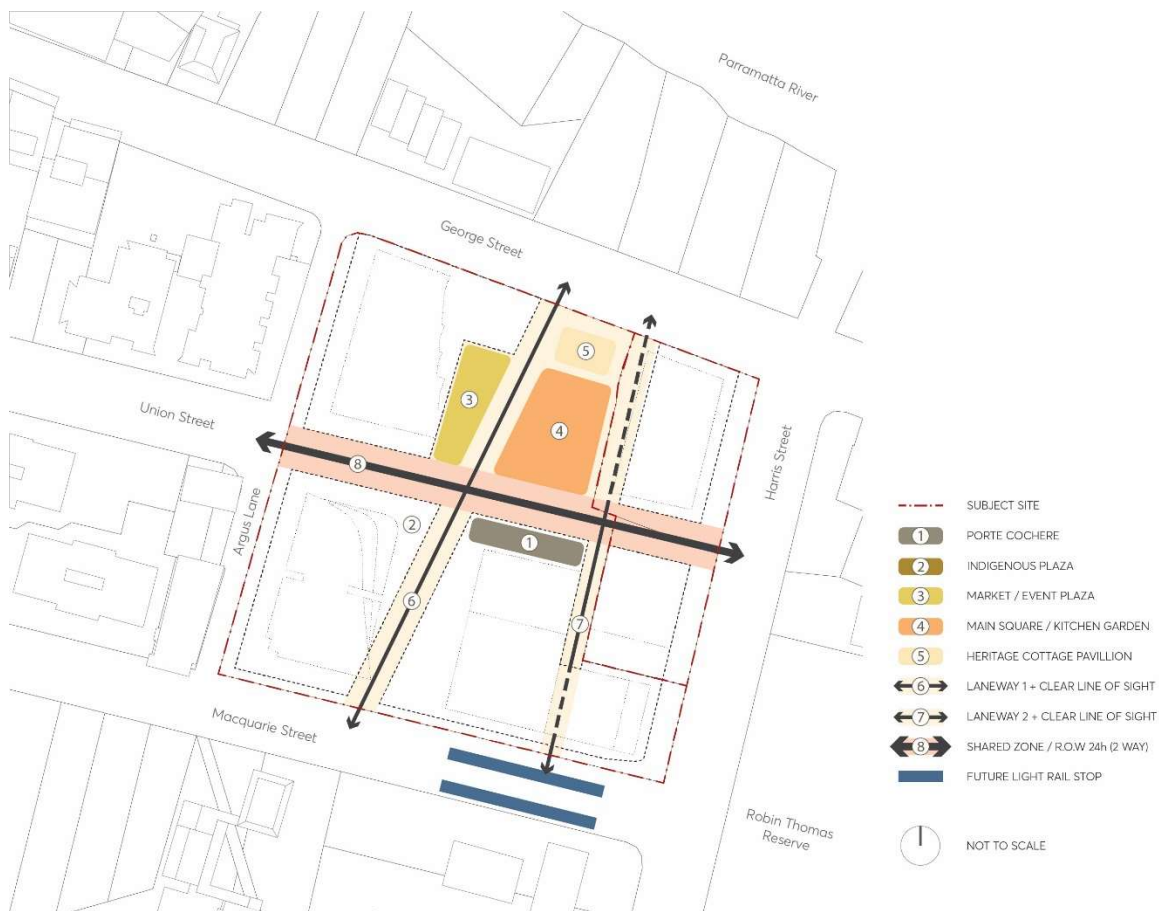 Parramatta River
George Street
5
3
4
Union Street
Harris Street
8
Argus Lane
2
1
6
7
Macquarie Street
Robin Thomas
Reserve
SUBJECT SITE
1 PORTE COCHERE
2 INDIGENOUS PLAZA
3 MARKET / EVENT PLAZA
4 MAIN SQUARE / KITCHEN GARDEN
5 HERITAGE COTTAGE PAVILLION
6 LANEWAY 1 + CLEAR LINE OF SIGHT
7 LANEWAY 2 + CLEAR LINE OF SIGHT
8 SHARED ZONE / R.O.W 24h (2 WAY)
FUTURE LIGHT RAIL STOP
NOT TO SCALE